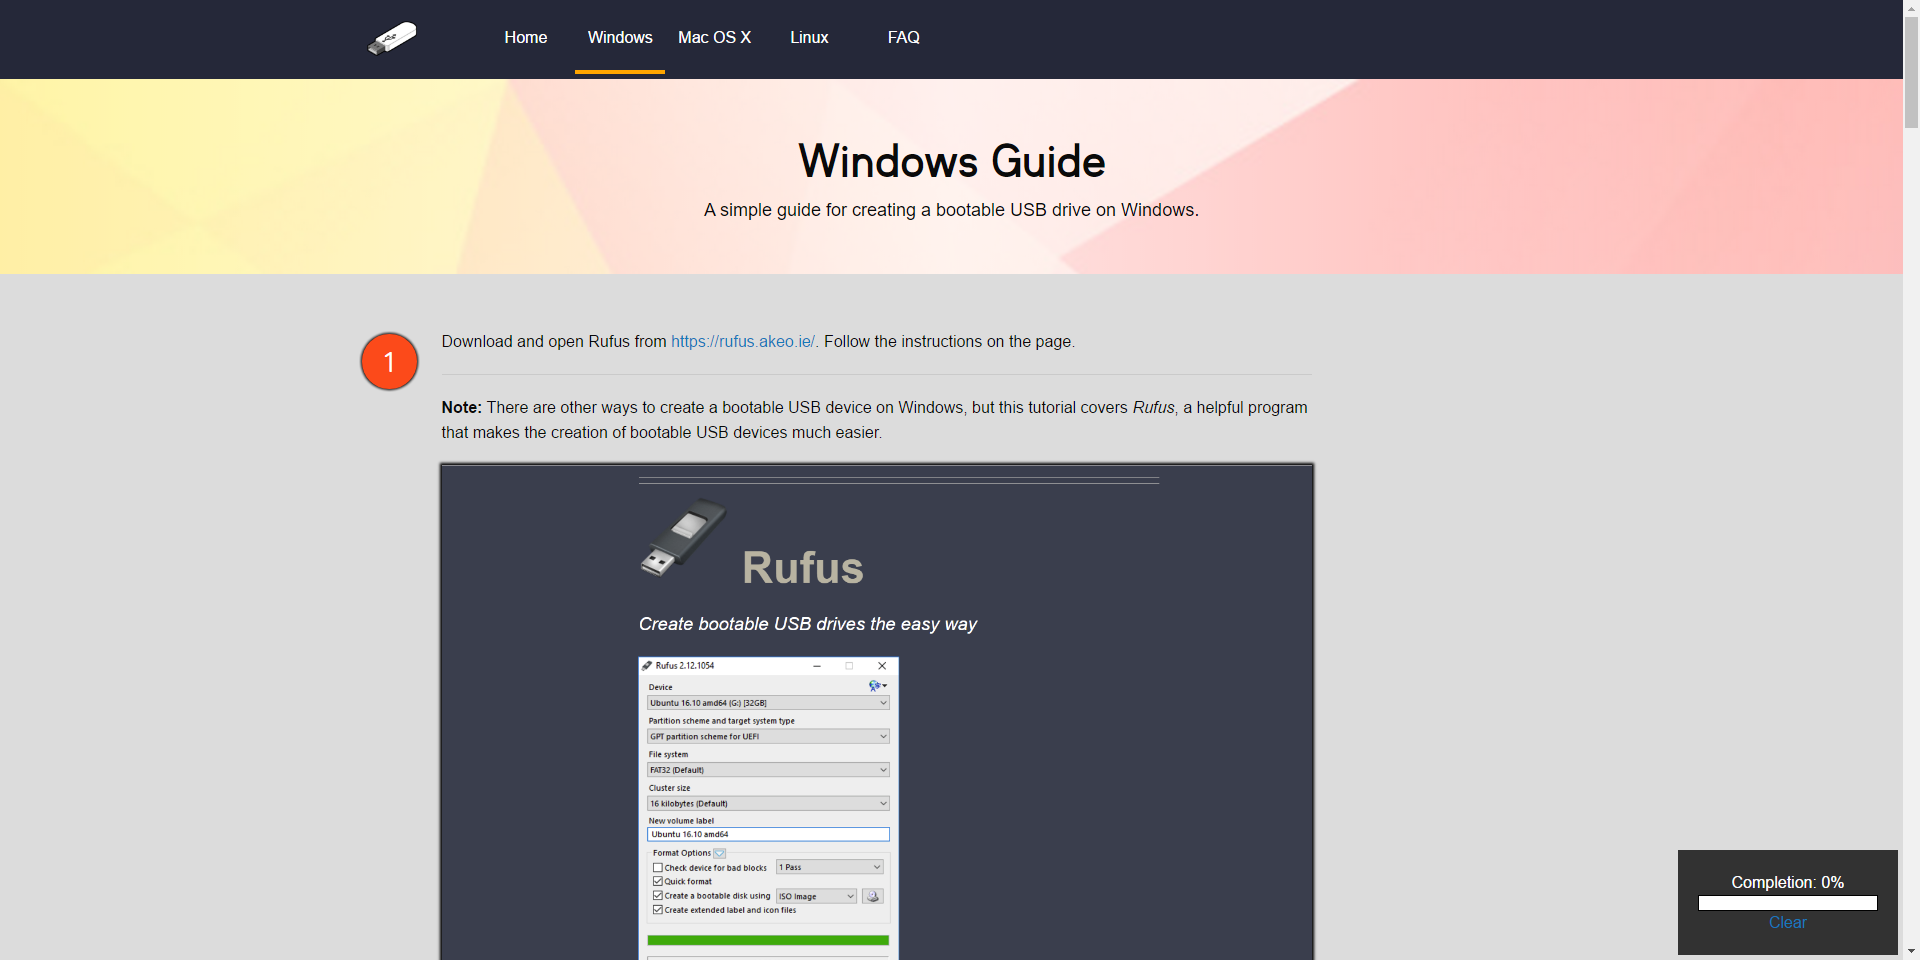 Home Windows Mac OS X Linux FAQ
Windows Guide
A simple guide for creating a bootable USB drive on Windows.
1
Download and open Rufus from https://rufus.akeo.ie/. Follow the instructions on the page.
Note: There are other ways to create a bootable USB device on Windows, but this tutorial covers Rufus, a helpful program
that makes the creation of bootable USB devices much easier.
Rufus
Create bootable USB drives the easy way
Rufus 2.12.1054
Device
Ubuntu 16.10 amd64 (G:) [32GB]
Partition scheme and target system type
GPT partition scheme for UEFI
File system
FAT32 (Default)
Cluster size
16 kilobytes (Default)
New volume label
Ubuntu 16.10 amd64
Format Options
Check device for bad blocks 1 Pass
Quick format
Create a bootable disk using ISO Image
Create extended label and icon files
Completion: 0%
Clear